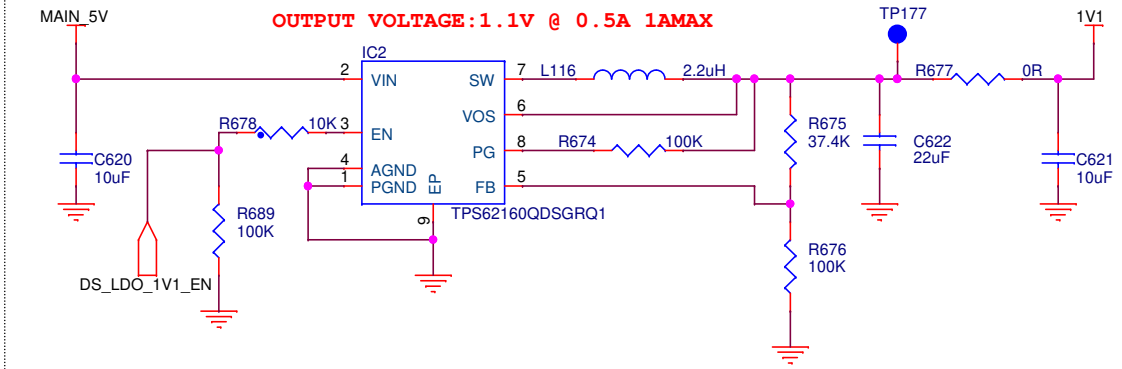 OUTPUT VOLTAGE:1.1V @ 0.5A 1AMAX
MAIN_5V
TP177
1V1
IC2
2 VIN SW 7 L116 2.2uH R677 0R
VOS 6
R678 10K 3 EN
PG 8 R674 100K
R675
37.4K
C622
22uF
C620
10uF
C621
10uF
4 AGND
1 PGND EP FB 5
9 TPS62160QDSGRQ1
R689
100K
R676
100K
DS_LDO_1V1_EN